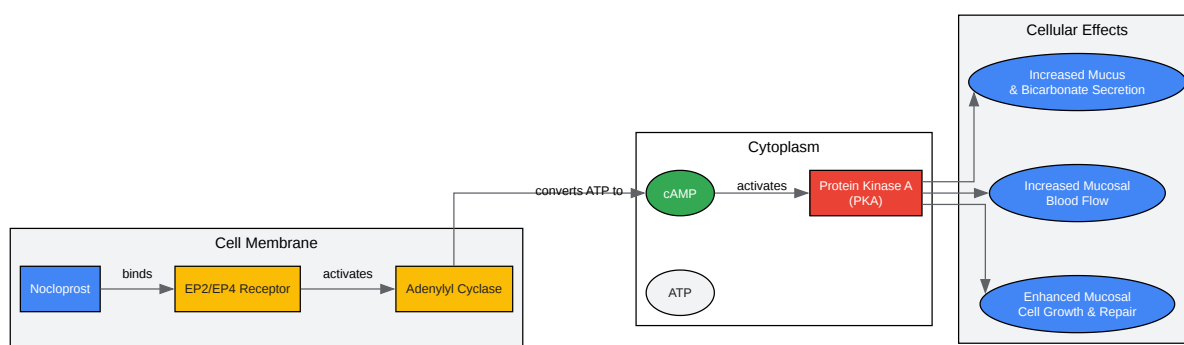 Cellular Effects
Increased Mucus
& Bicarbonate Secretion
Cytoplasm
converts ATP to
cAMP
activates
Protein Kinase A
(PKA)
Increased Mucosal
Blood Flow
Cell Membrane
Nocloprost
binds
EP2/EP4 Receptor
activates
Adenylyl Cyclase
ATP
Enhanced Mucosal
Cell Growth & Repair